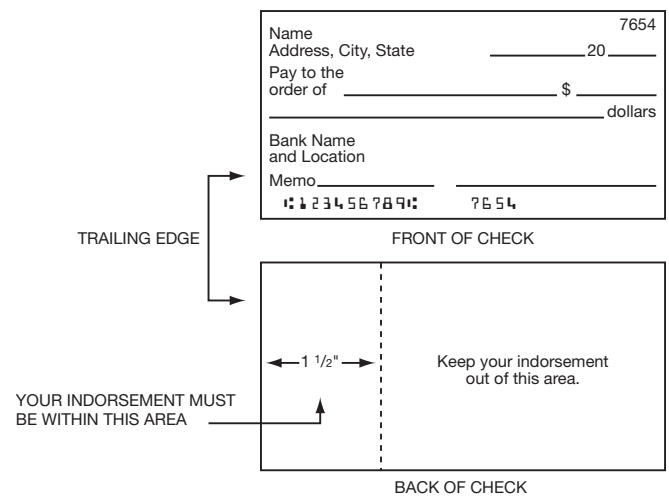 7654
Name
Address, City, State 20
Pay to the
order of $
dollars
Bank Name
and Location
Memo
⑆123456789⑆ 7654
TRAILING EDGE
FRONT OF CHECK
1 1/2"
Keep your indorsement
out of this area.
YOUR INDORSEMENT MUST
BE WITHIN THIS AREA
BACK OF CHECK